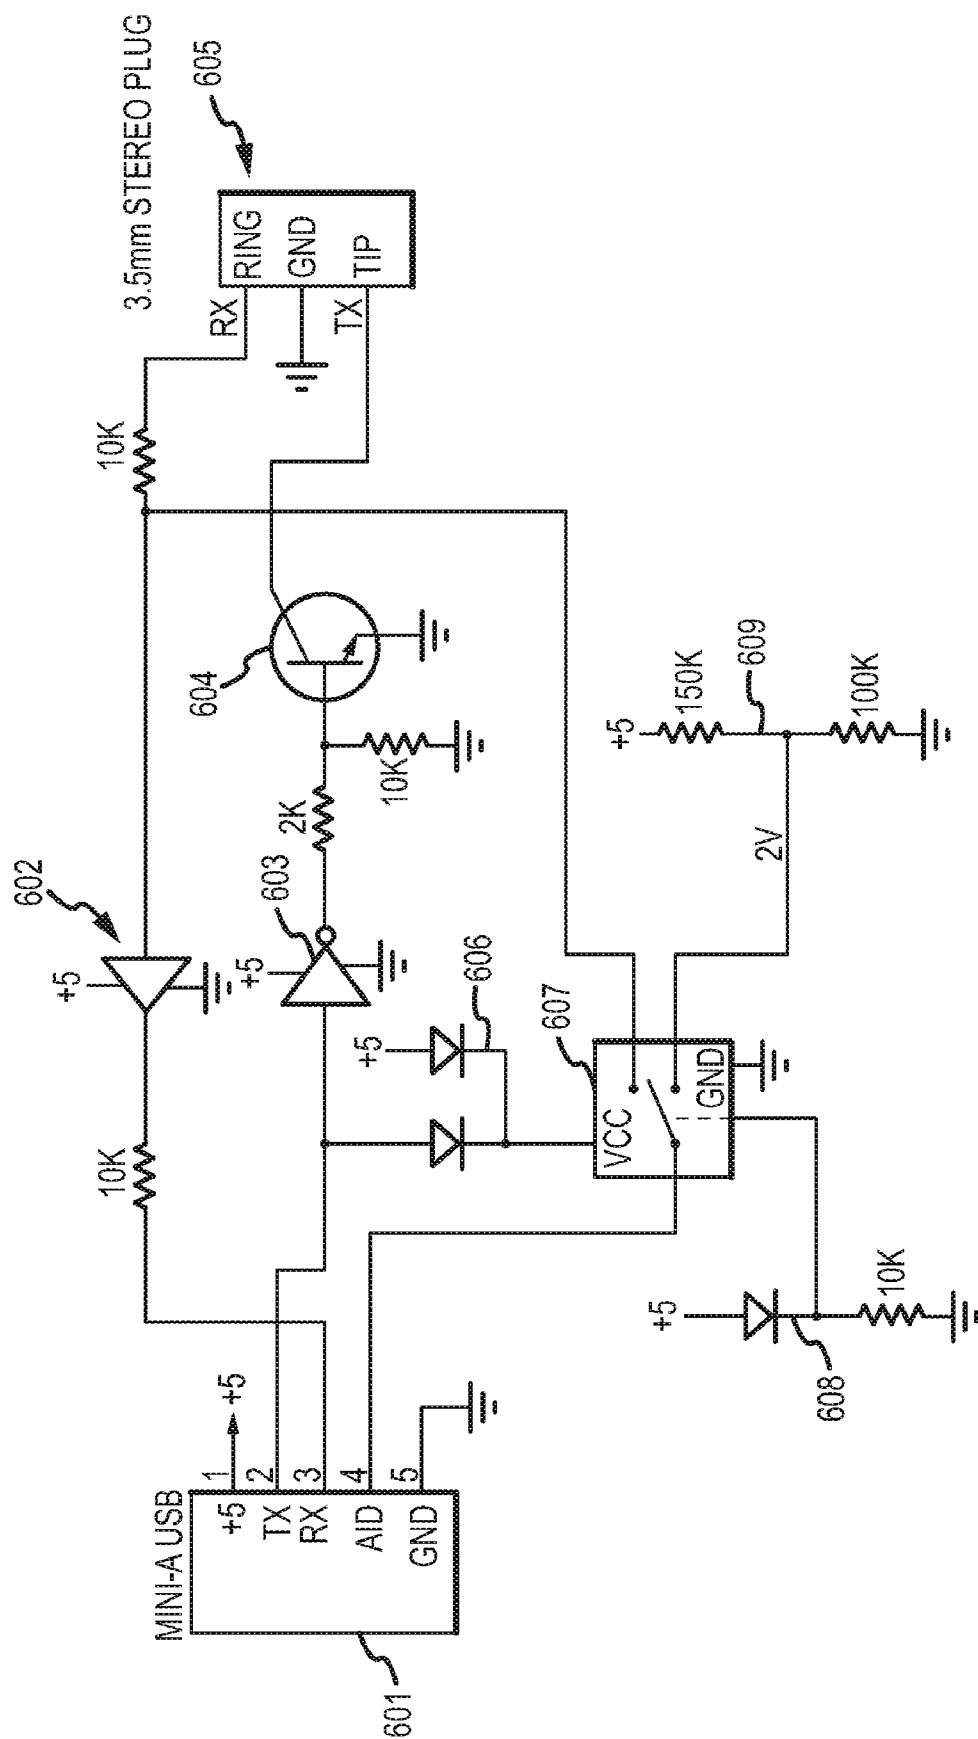 MINI-A USB
+5
TX
RX
AID
GND
1
2
3
4
5
+5
601
10K
+5
602
10K
+5
603
2K
10K
604
RX
TX
RING
GND
TIP
3.5mm STEREO PLUG
605
+5
606
607
VCC
GND
+5
608
10K
2V
+5
150K
609
100K